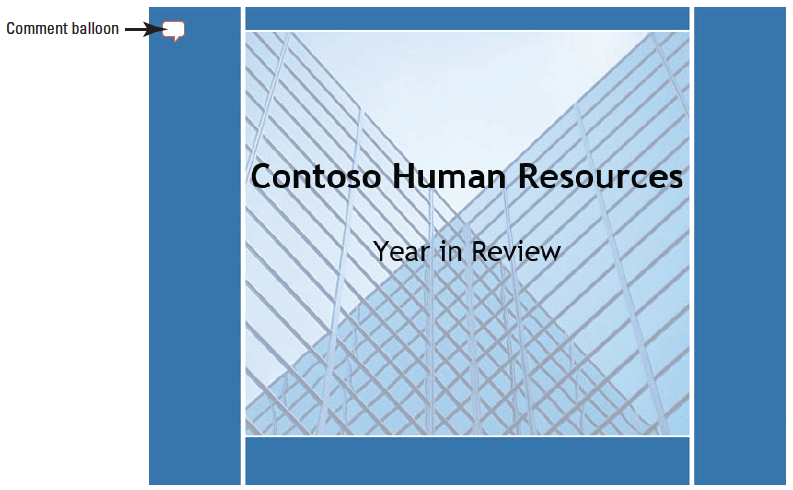 Comment balloon
Contoso Human Resources
Year in Review